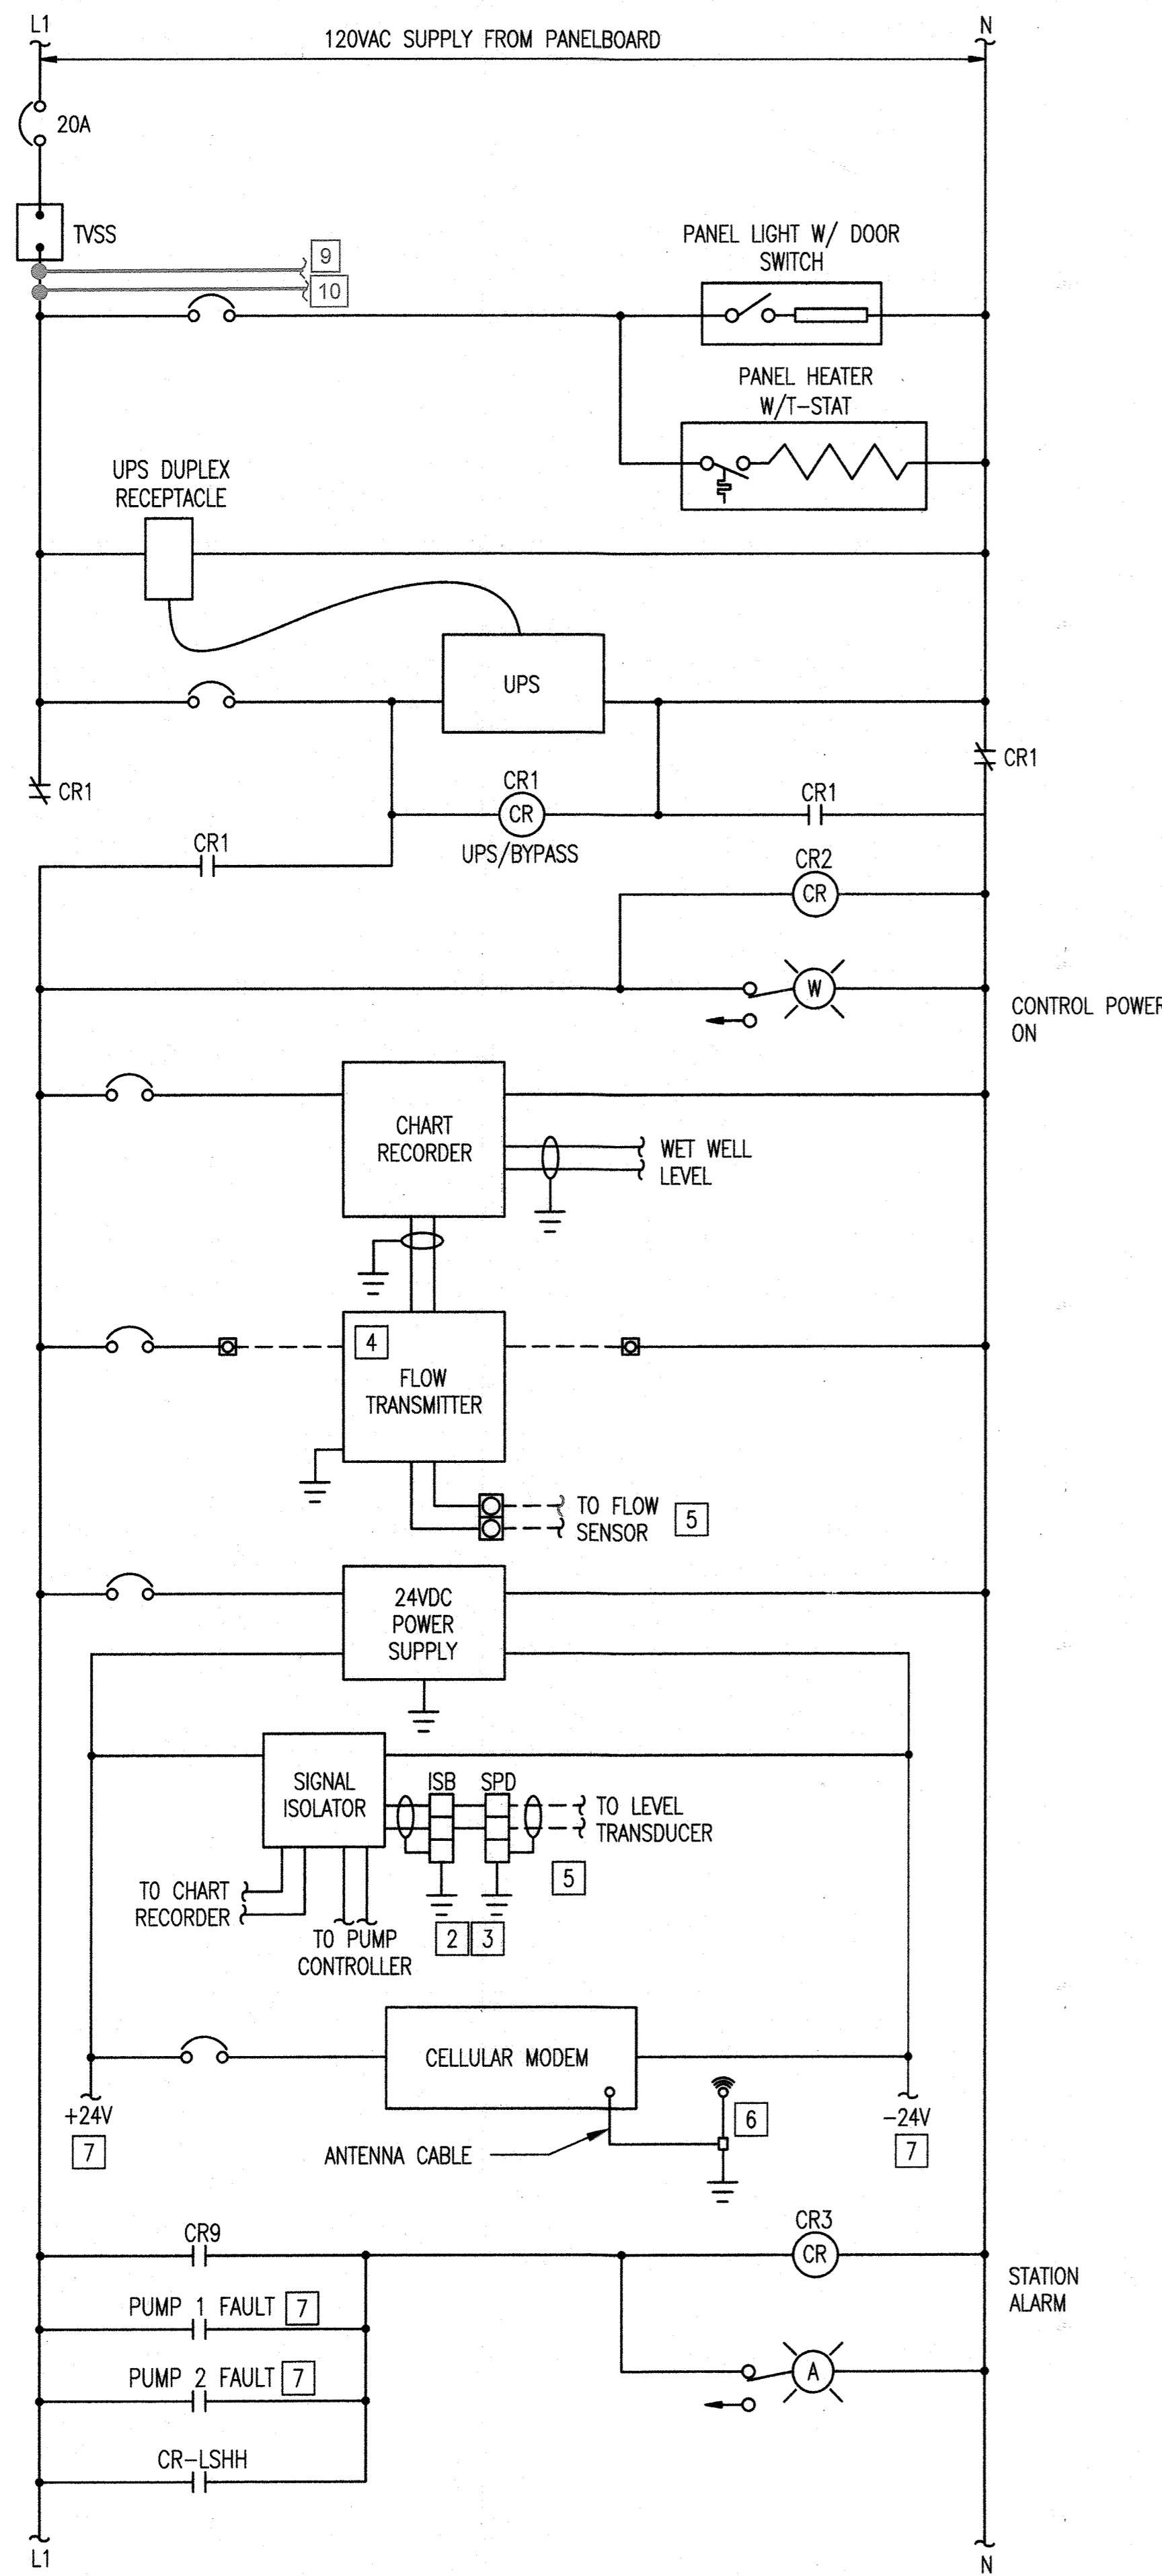 L1
N
120VAC SUPPLY FROM PANELBOARD
20A
TVSS
9
10
PANEL LIGHT W/ DOOR
SWITCH
PANEL HEATER
W/T-STAT
UPS DUPLEX
RECEPTACLE
UPS
CR1
CR1
CR1
CR
UPS/BYPASS
CR1
CR1
CR2
CR
W
CONTROL POWER
ON
CHART
RECORDER
WET WELL
LEVEL
4
FLOW
TRANSMITTER
TO FLOW
SENSOR
5
24VDC
POWER
SUPPLY
SIGNAL
ISOLATOR
ISB
SPD
TO LEVEL
TRANSDUCER
5
TO CHART
RECORDER
2
3
TO PUMP
CONTROLLER
CELLULAR MODEM
+24V
7
6
-24V
7
ANTENNA CABLE
CR9
CR3
CR
STATION
ALARM
PUMP 1 FAULT 7
PUMP 2 FAULT 7
A
CR-LSHH
L1
N